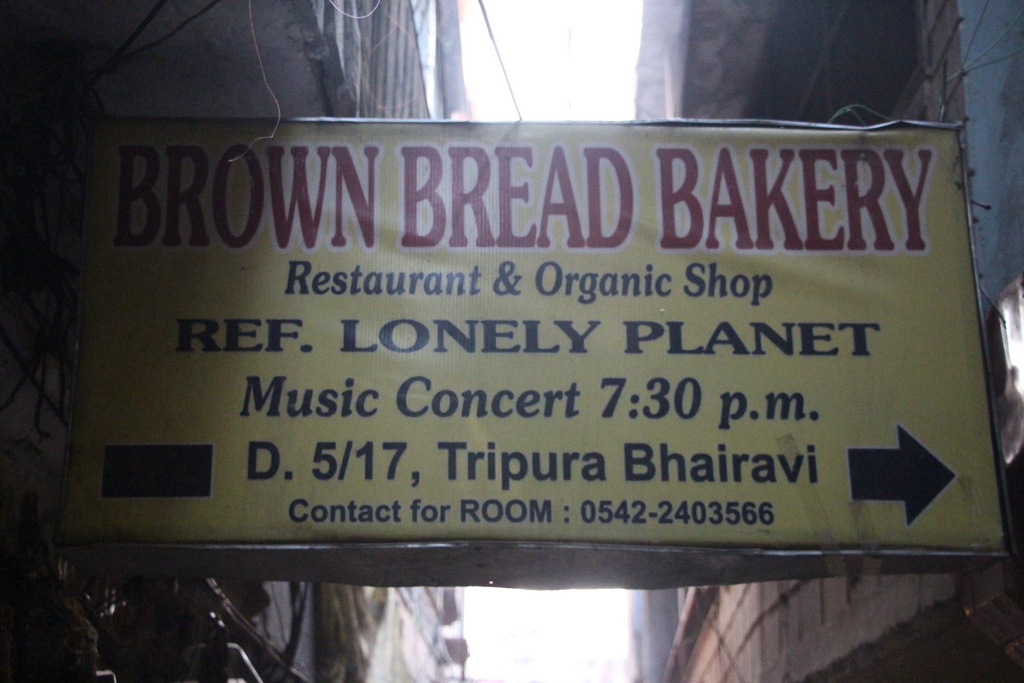 BROWN BREAD BAKERY
Restaurant & Organic Shop
REF. LONELY PLANET
Music Concert 7:30 p.m.
D. 5/17, Tripura Bhairavi
Contact for ROOM : 0542-2403566